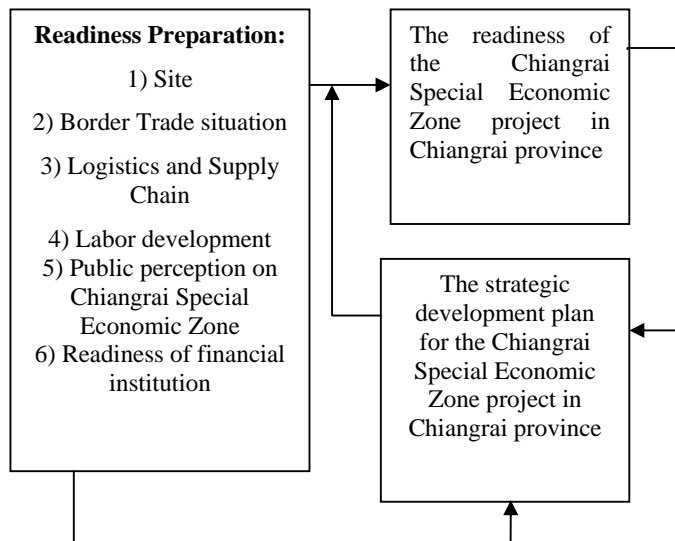 Readiness Preparation:
1) Site
2) Border Trade situation
3) Logistics and Supply
Chain
4) Labor development
5) Public perception on
Chiangrai Special
Economic Zone
6) Readiness of financial
institution
The readiness of
the Chiangrai
Special Economic
Zone project in
Chiangrai province
The strategic
development plan
for the Chiangrai
Special Economic
Zone project in
Chiangrai province